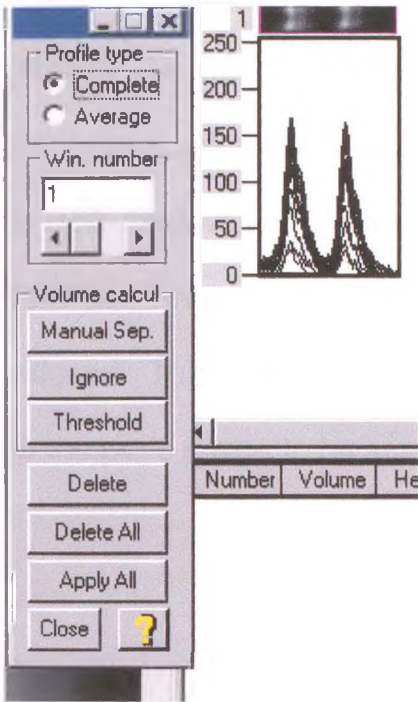 Profile type
Complete
Average
Win. number
1
Volume calcul
Manual Sep.
Ignore
Threshold
Delete
Delete All
Apply All
Close
?
1
250
200
150
100
50
0
Number Volume He